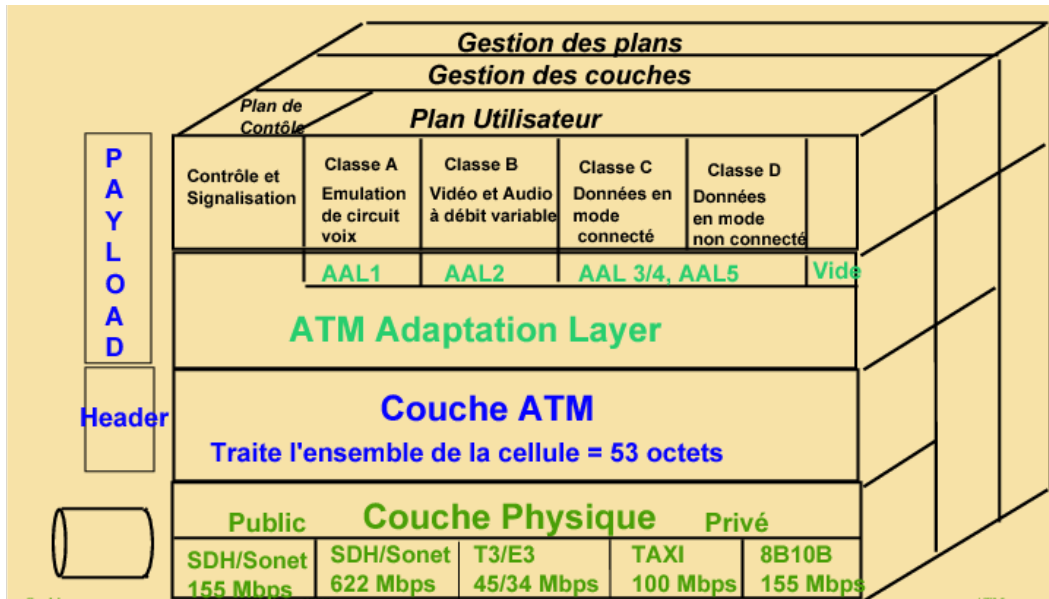 Gestion des plans
Gestion des couches
Plan de
Contôle
Plan Utilisateur
PAYLOAD
Contrôle et
Signalisation
Classe A
Emulation
de circuit
voix
Classe B
Vidéo et Audio
à débit variable
Classe C
Données en
mode
connecté
Classe D
Données
en mode
non connecté
AAL1
AAL2
AAL 3/4, AAL5
Vide
ATM Adaptation Layer
Header
Couche ATM
Traite l'ensemble de la cellule = 53 octets
Couche Physique
Public
Privé
SDH/Sonet
155 Mbps
SDH/Sonet
622 Mbps
T3/E3
45/34 Mbps
TAXI
100 Mbps
8B10B
155 Mbps